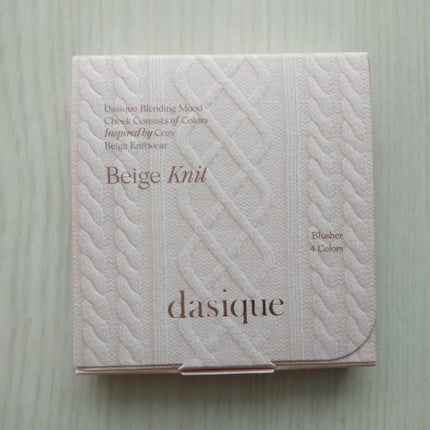 Dasique Blending Mood
Cheek Consists of Colors
Inspired by Cozy
Beige Knitwear
Beige Knit
Blusher
4 Colors
dasique